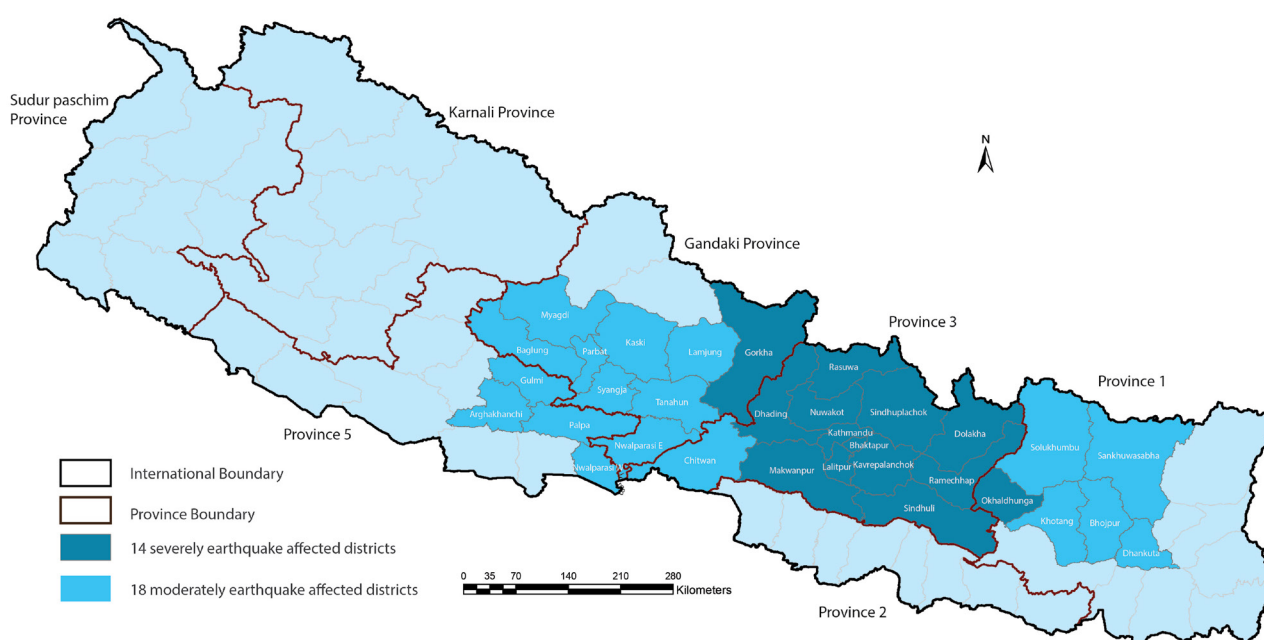 Sudur paschim
Province
Karnali Province
N
Gandaki Province
Province 3
Province 1
Myagdi
Kaski
Lamjung
Gorkha
Baglung
Parbat
Rasuwa
Gulmi
Syangja
Tanahun
Dhading
Nuwakot
Sindhuplachok
Dolakha
Solukhumbu
Sankhuwasabha
Arghakhanchi
Palpa
Kathmandu
Bhaktapur
Nwalparasi E
Nwalparasi
Chitwan
Makwanpur
Lalitpur
Kavrepalanchok
Ramechhap
Okhaldhunga
Sindhuli
Khotang
Bhojpur
Dhankuta
Province 5
Province 2
International Boundary
Province Boundary
14 severely earthquake affected districts
18 moderately earthquake affected districts
0 35 70 140 210 280
Kilometers